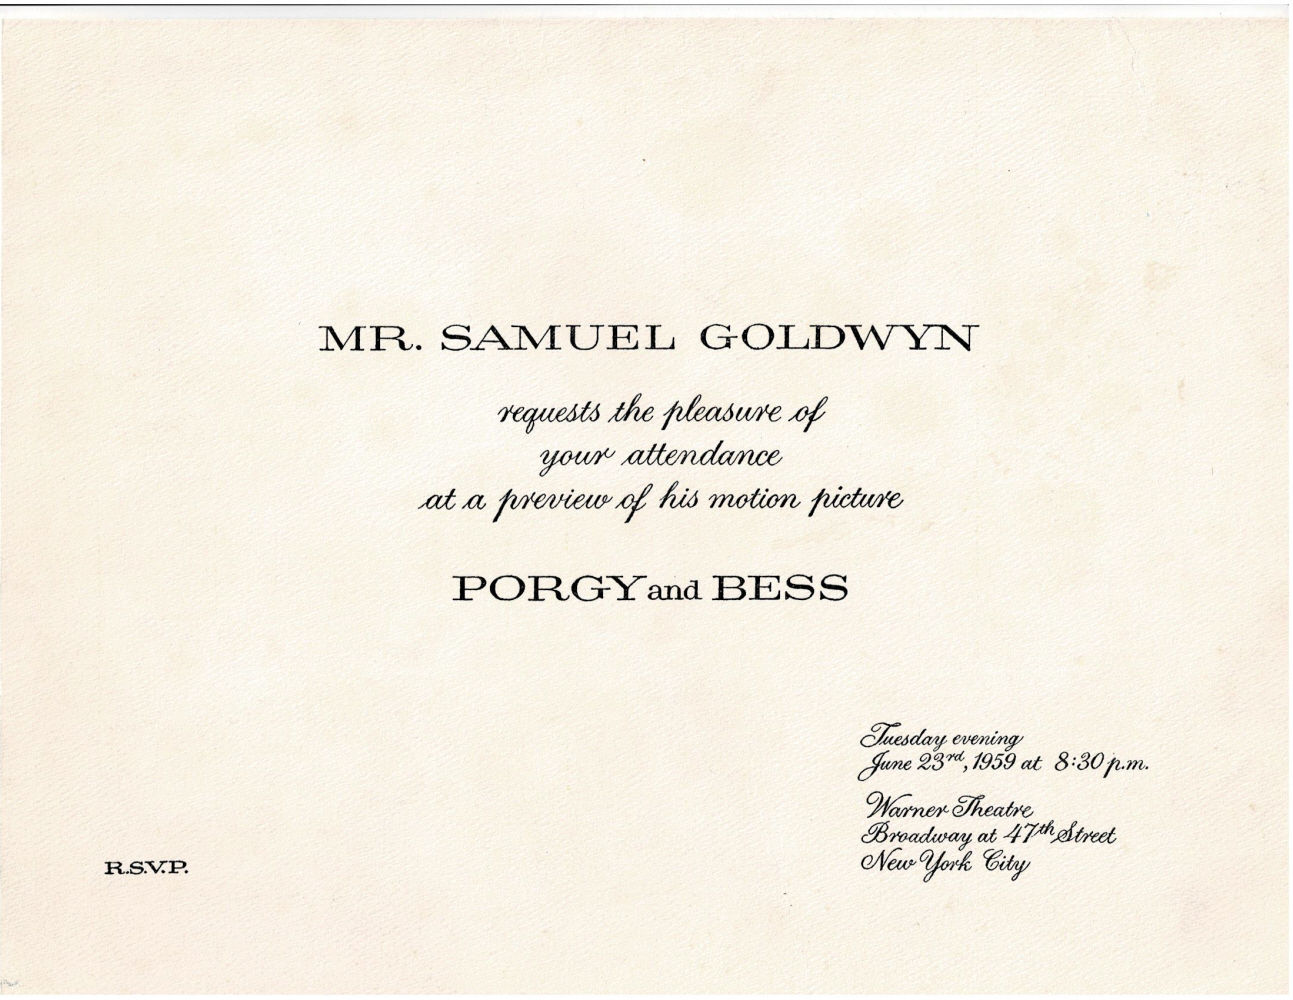 MR. SAMUEL GOLDWYN
requests the pleasure of
your attendance
at a preview of his motion picture
PORGY and BESS
Tuesday evening
June 23rd, 1959 at 8:30 p.m.
Warner Theatre
Broadway at 47th Street
New York City
R.S.V.P.